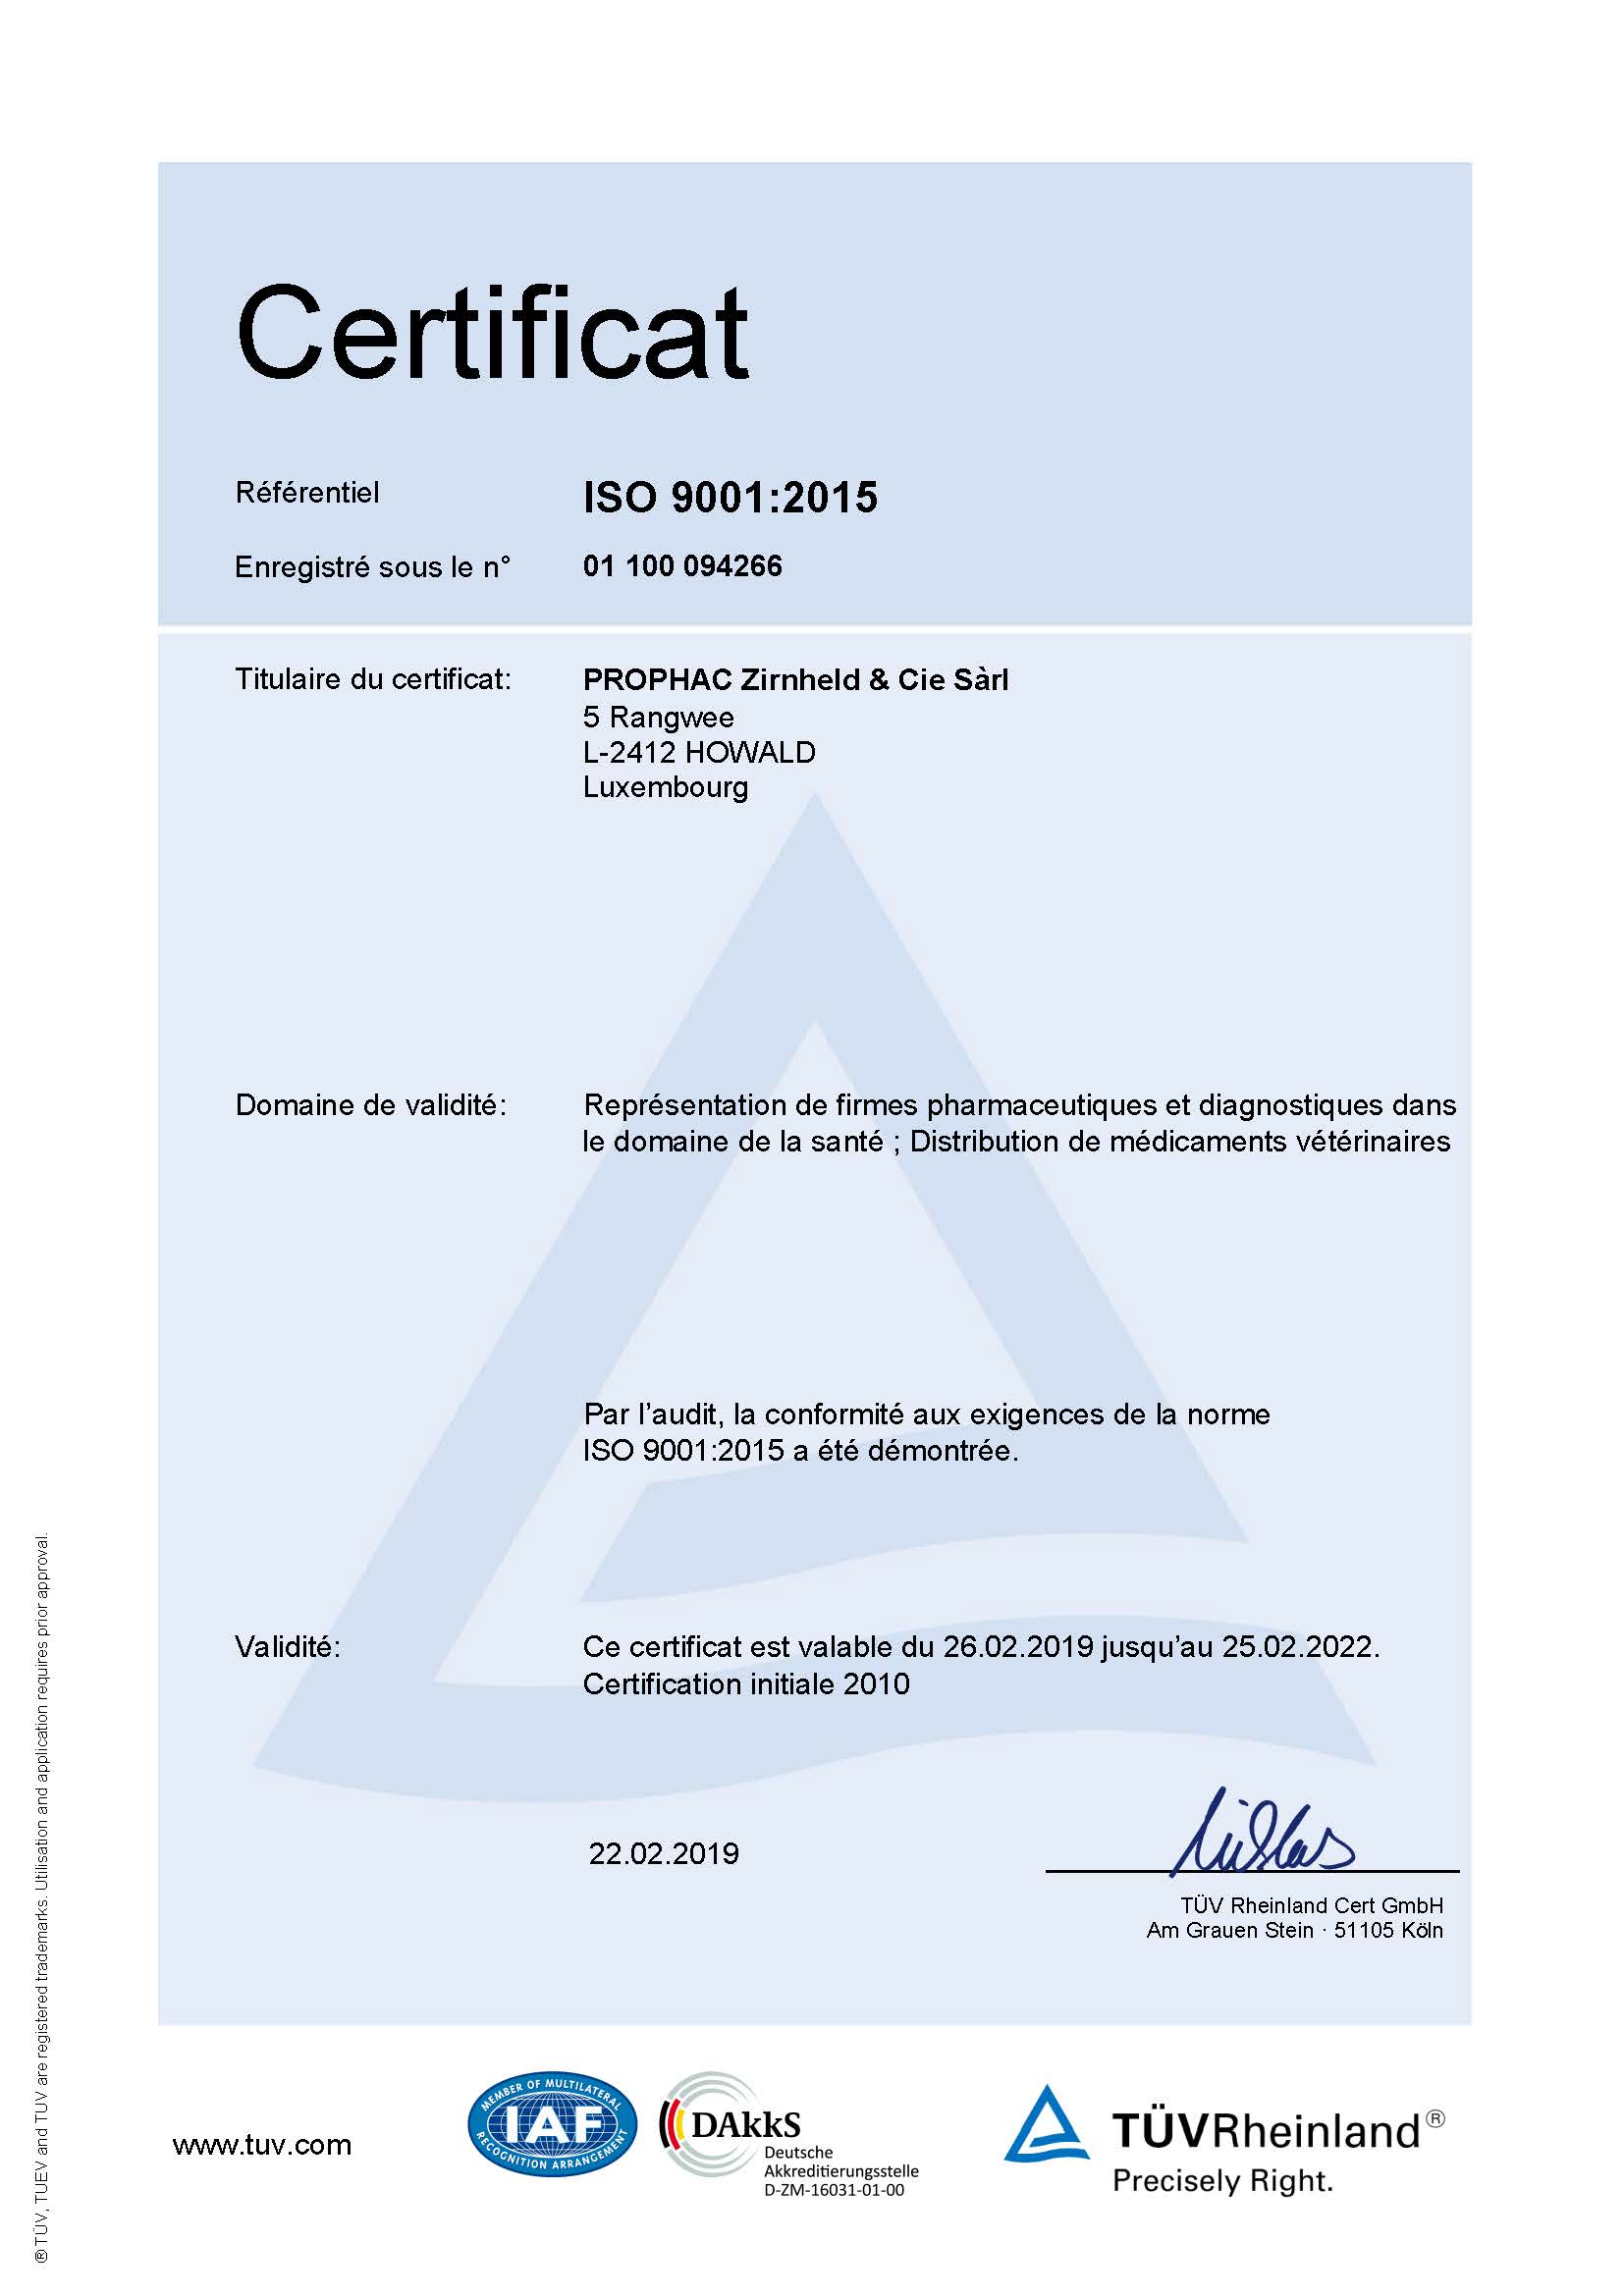 Certificat
Référentiel ISO 9001:2015
Enregistré sous le n° 01 100 094266
Titulaire du certificat: PROPHAC Zirnheld & Cie Sàrl
5 Rangwee
L-2412 HOWALD
Luxembourg
Domaine de validité: Représentation de firmes pharmaceutiques et diagnostiques dans
le domaine de la santé ; Distribution de médicaments vétérinaires
Par l’audit, la conformité aux exigences de la norme
ISO 9001:2015 a été démontrée.
Validité: Ce certificat est valable du 26.02.2019 jusqu’au 25.02.2022.
Certification initiale 2010
22.02.2019
TÜV Rheinland Cert GmbH
Am Grauen Stein · 51105 Köln
www.tuv.com
MEMBER OF MULTILATERAL
IAF
RECOGNITION ARRANGEMENT
DAkkS
Deutsche
Akkreditierungsstelle
D-ZM-16031-01-00
TÜVRheinland®
Precisely Right.
® TÜV, TUEV and TUV are registered trademarks. Utilisation and application requires prior approval.